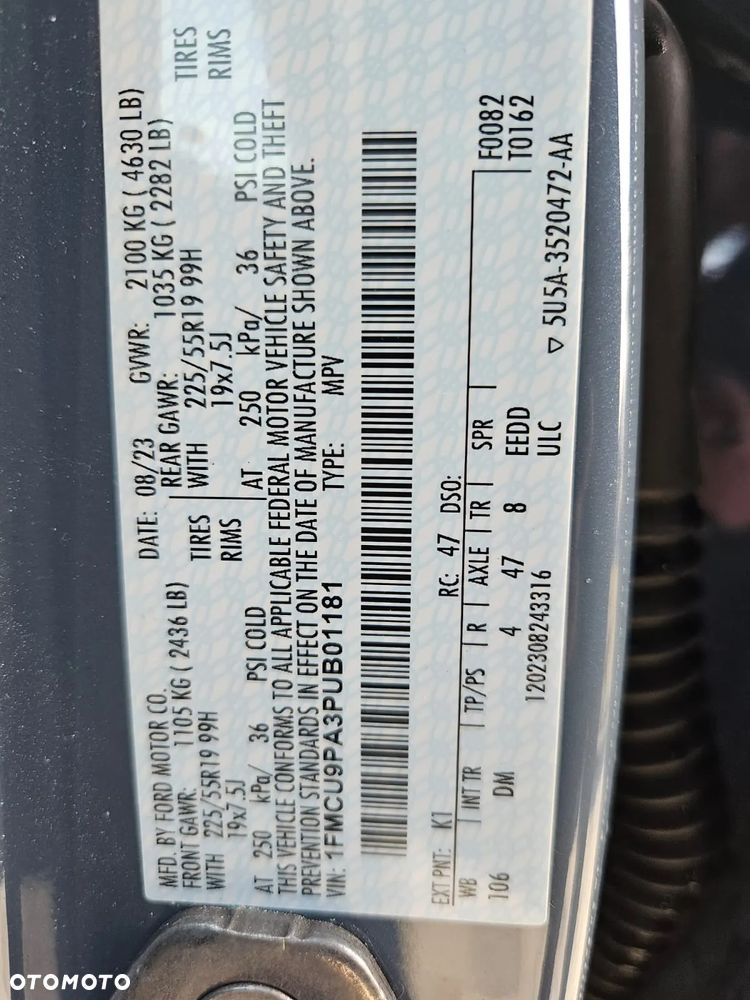 MFD. BY FORD MOTOR CO. DATE: 08/23 GVWR: 2100 KG ( 4630 LB)
FRONT GAWR: 1105 KG ( 2436 LB) REAR GAWR: 1035 KG ( 2282 LB)
WITH 225/55R19 99H TIRES WITH 225/55R19 99H TIRES
19x7.5J RIMS 19x7.5J RIMS
AT 250 kPa/ 36 PSI COLD AT 250 kPa/ 36 PSI COLD
THIS VEHICLE CONFORMS TO ALL APPLICABLE FEDERAL MOTOR VEHICLE SAFETY AND THEFT
PREVENTION STANDARDS IN EFFECT ON THE DATE OF MANUFACTURE SHOWN ABOVE.
VIN: 1FMCU9PA3PUB01181 TYPE: MPV
EXT PNT: K1 RC: 47 DSO:
WB INT TR TP/PS R AXLE TR SPR F0082
106 DM 4 47 8 EEDD T0162
1202308243316 ULC
▽ 5U5A-3520472-AA
OTOMOTO